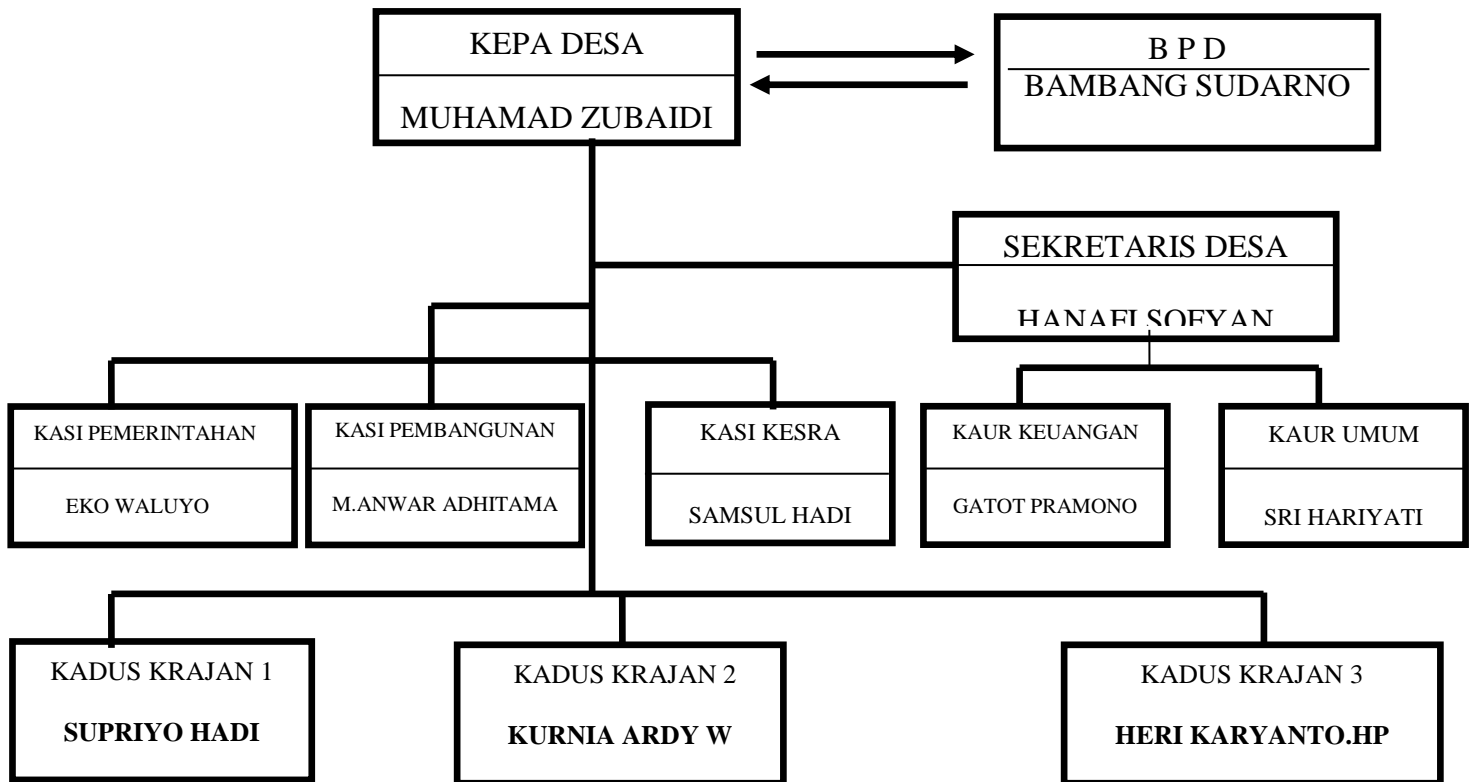 KEPA DESA
MUHAMAD ZUBAIDI
B P D
BAMBANG SUDARNO
SEKRETARIS DESA
HANAFI SOFYAN
KASI PEMERINTAHAN
EKO WALUYO
KASI PEMBANGUNAN
M.ANWAR ADHITAMA
KASI KESRA
SAMSUL HADI
KAUR KEUANGAN
GATOT PRAMONO
KAUR UMUM
SRI HARIYATI
KADUS KRAJAN 1
SUPRIYO HADI
KADUS KRAJAN 2
KURNIA ARDY W
KADUS KRAJAN 3
HERI KARYANTO.HP